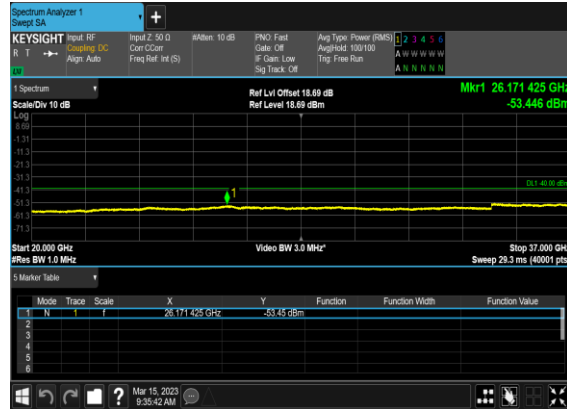 Spectrum Analyzer 1
Swept SA
+
KEYSIGHT Input: RF Input Z: 50 Ω #Atten: 10 dB PNO: Fast Avg Type: Power (RMS) 1 2 3 4 5 6
R T Coupling: DC Corr CCorr Gate: Off Avg|Hold: 100/100 A W W W W W
Align: Auto Freq Ref: Int (S) IF Gain: Low Trig: Free Run
Sig Track: Off A N N N N N
1 Spectrum Ref Lvl Offset 18.69 dB Mkr1 26.171 425 GHz
Scale/Div 10 dB Ref Level 18.69 dBm -53.446 dBm
Log
8.69
-1.31
-11.3
-21.3
-31.3
DL1 -40.00 dBm
-41.3
1
-51.3
-61.3
-71.3
Start 20.000 GHz Video BW 3.0 MHz* Stop 37.000 GHz
#Res BW 1.0 MHz Sweep 29.3 ms (40001 pts)
5 Marker Table
Mode Trace Scale X Y Function Function Width Function Value
1 N 1 f 26.171 425 GHz -53.45 dBm
2
3
4
5
6
? Mar 15, 2023
9:35:42 AM